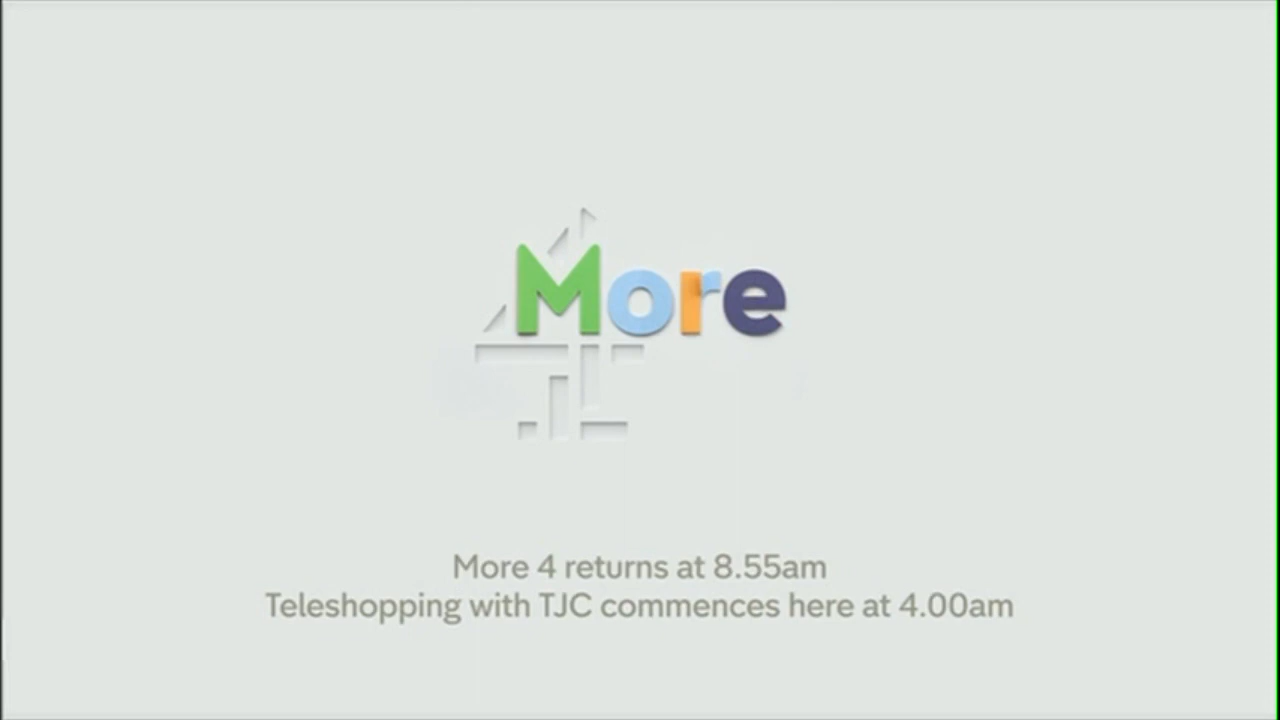 More
More 4 returns at 8.55am
Teleshopping with TJC commences here at 4.00am